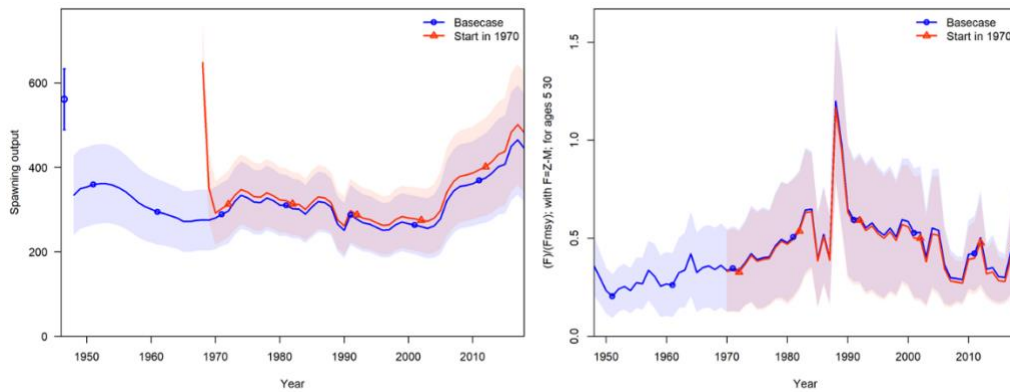 Basecase
Start in 1970
Spawning output
600
400
200
0
1950
1960
1970
1980
1990
2000
2010
Year
Basecase
Start in 1970
(F)/(Fmsy); with F=Z-M; for ages 5 30
1.5
1.0
0.5
0.0
1950
1960
1970
1980
1990
2000
2010
Year